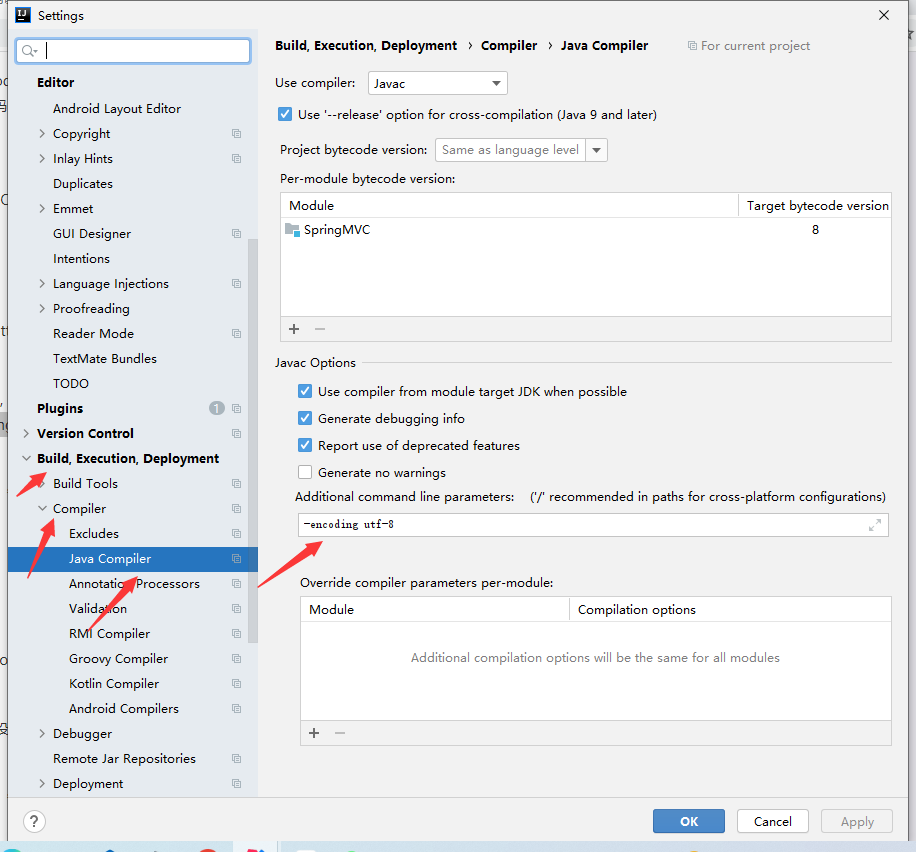 Settings
Editor
Android Layout Editor
Copyright
Inlay Hints
Duplicates
Emmet
GUI Designer
Intentions
Language Injections
Proofreading
Reader Mode
TextMate Bundles
TODO
Plugins 1
Version Control
Build, Execution, Deployment
Build Tools
Compiler
Excludes
Java Compiler
Annotation Processors
Validation
RMI Compiler
Groovy Compiler
Kotlin Compiler
Android Compilers
Debugger
Remote Jar Repositories
Deployment
Build, Execution, Deployment › Compiler › Java Compiler For current project
Use compiler: Javac
Use '--release' option for cross-compilation (Java 9 and later)
Project bytecode version: Same as language level
Per-module bytecode version:
Module Target bytecode version
SpringMVC 8
+ −
Javac Options
Use compiler from module target JDK when possible
Generate debugging info
Report use of deprecated features
Generate no warnings
Additional command line parameters: ('/' recommended in paths for cross-platform configurations)
-encoding utf-8
Override compiler parameters per-module:
Module Compilation options
Additional compilation options will be the same for all modules
+ −
? OK Cancel Apply